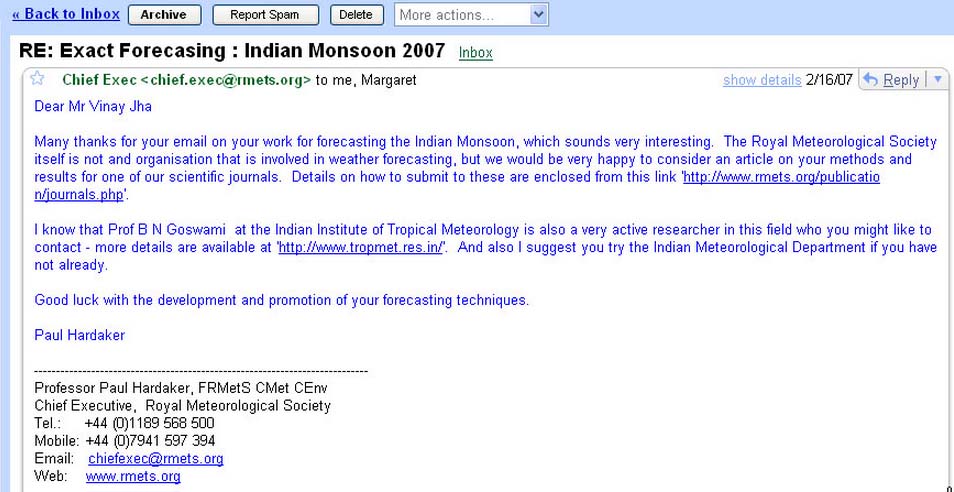 « Back to Inbox Archive Report Spam Delete More actions...
RE: Exact Forecasing : Indian Monsoon 2007 Inbox
Chief Exec <chief.exec@rmets.org> to me, Margaret show details 2/16/07 Reply
Dear Mr Vinay Jha
Many thanks for your email on your work for forecasting the Indian Monsoon, which sounds very interesting. The Royal Meteorological Society
itself is not and organisation that is involved in weather forecasting, but we would be very happy to consider an article on your methods and
results for one of our scientific journals. Details on how to submit to these are enclosed from this link 'http://www.rmets.org/publicatio
n/journals.php'.
I know that Prof B N Goswami at the Indian Institute of Tropical Meteorology is also a very active researcher in this field who you might like to
contact - more details are available at 'http://www.tropmet.res.in/'. And also I suggest you try the Indian Meteorological Department if you have
not already.
Good luck with the development and promotion of your forecasting techniques.
Paul Hardaker
--------------------------------------------------------------------------------
Professor Paul Hardaker, FRMetS CMet CEnv
Chief Executive, Royal Meteorological Society
Tel.: +44 (0)1189 568 500
Mobile: +44 (0)7941 597 394
Email: chiefexec@rmets.org
Web: www.rmets.org